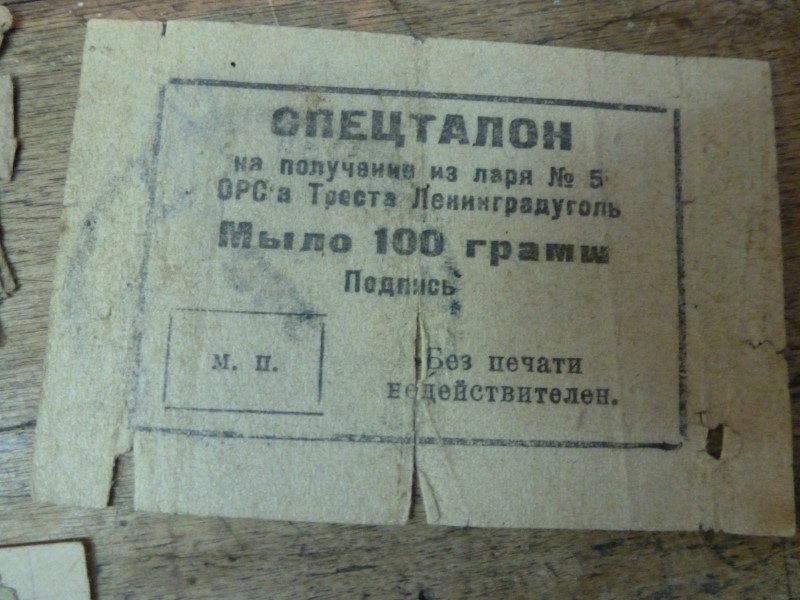 СПЕЦТАЛОН
на получение из ларя № 5
ОРС'а Треста Ленинградуголь
Мыло 100 грамм
Подпись
м. п.
Без печати
недействителен.